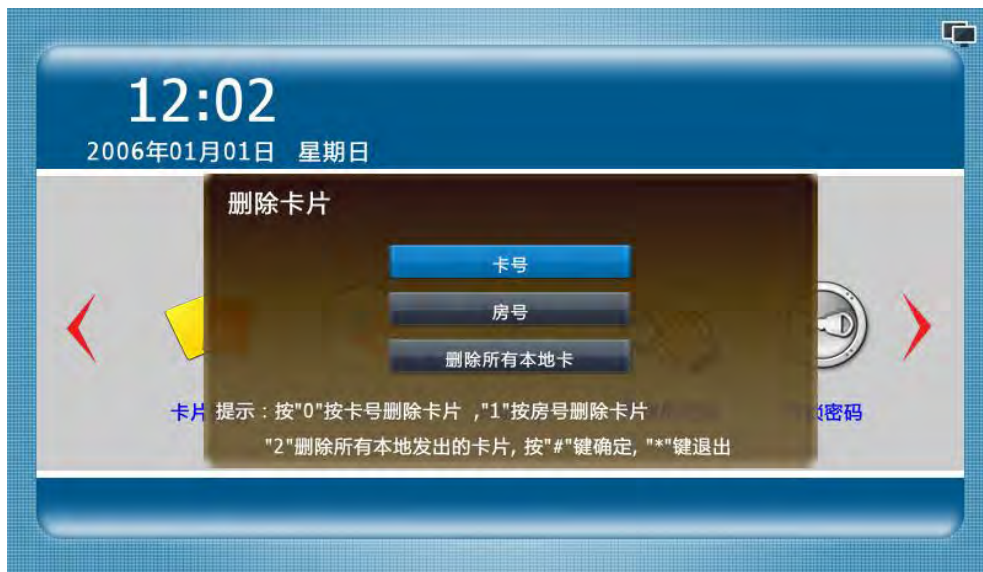 12:02
2006年01月01日 星期日
删除卡片
卡号
房号
删除所有本地卡
卡片
提示：按"0"按卡号删除卡片 ,"1"按房号删除卡片
锁密码
"2"删除所有本地发出的卡片, 按"#"键确定, "*"键退出